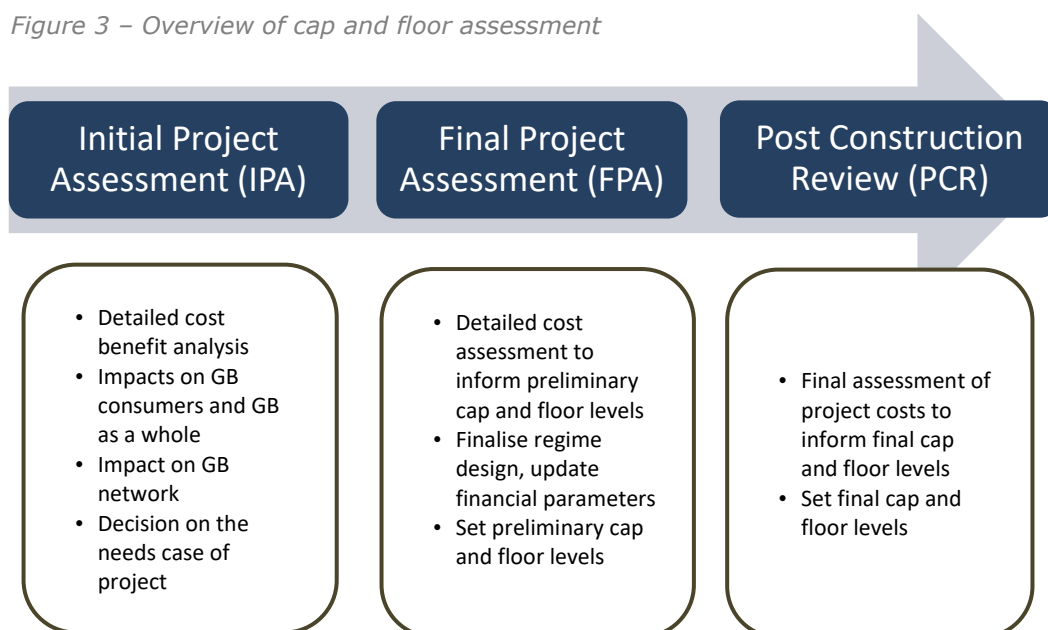 Figure 3 – Overview of cap and floor assessment
Initial Project
Assessment (IPA)
Final Project
Assessment (FPA)
Post Construction
Review (PCR)
• Detailed cost
benefit analysis
• Impacts on GB
consumers and GB
as a whole
• Impact on GB
network
• Decision on the
needs case of
project
• Detailed cost
assessment to
inform preliminary
cap and floor levels
• Finalise regime
design, update
financial parameters
• Set preliminary cap
and floor levels
• Final assessment of
project costs to
inform final cap
and floor levels
• Set final cap and
floor levels